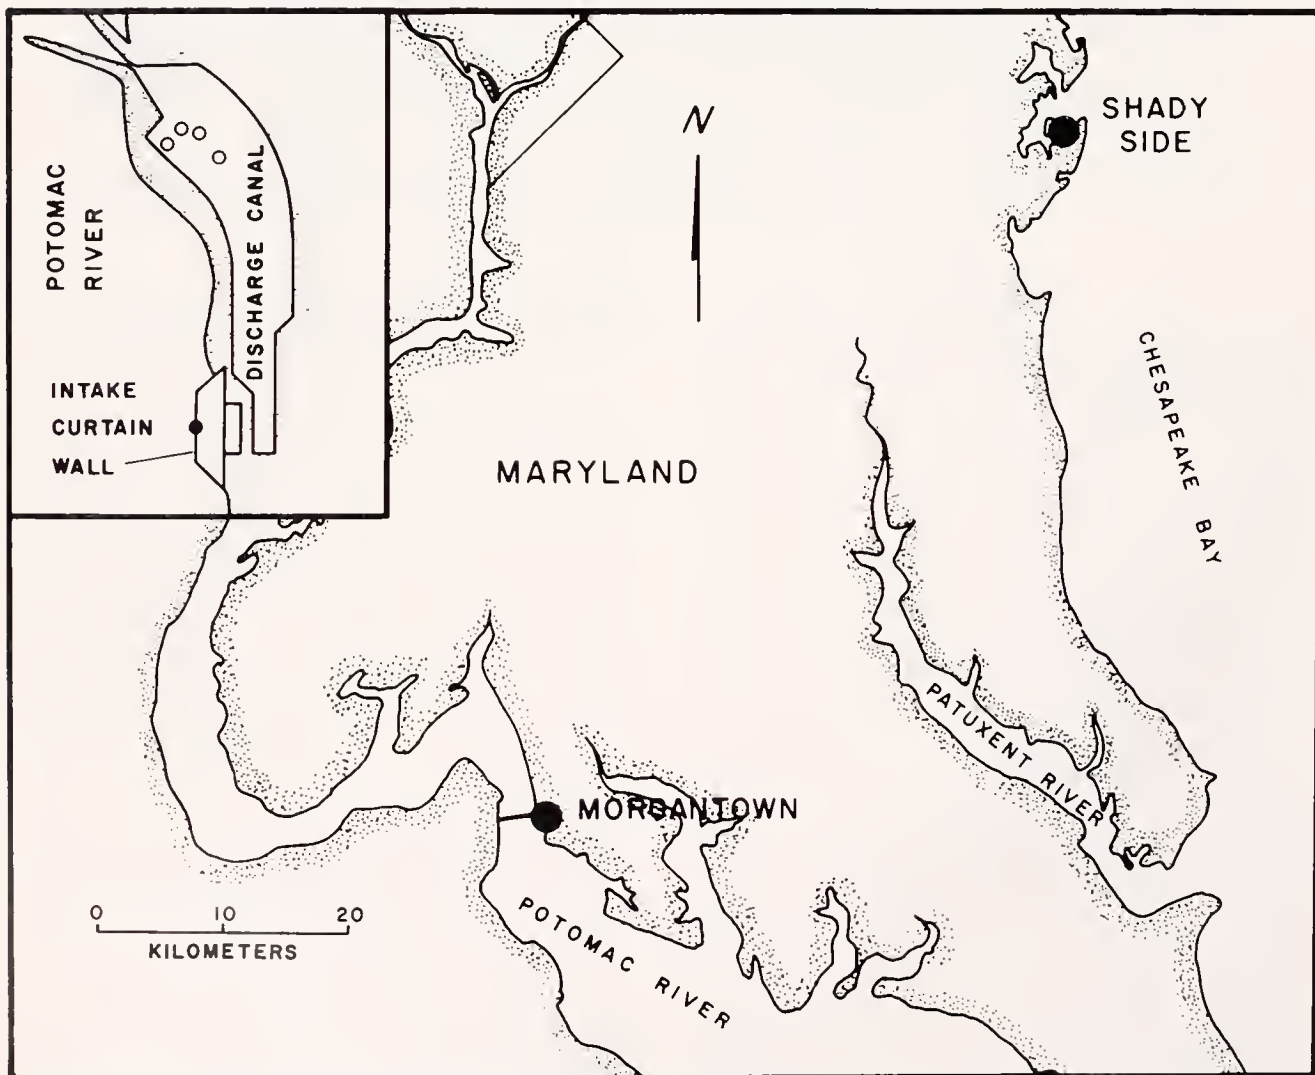 POTOMAC
RIVER
DISCHARGE CANAL
INTAKE
CURTAIN
WALL
N
SHADY
SIDE
CHESAPEAKE BAY
MARYLAND
PATUXENT RIVER
MORGANTOWN
POTOMAC RIVER
0 10 20
KILOMETERS